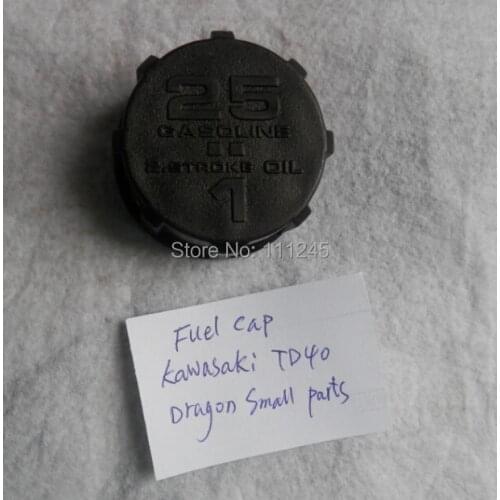 25
GASOLINE
:
2.STROKE OIL
1
Store No: 111245
Fuel cap
Kawasaki TD40
Dragon Small parts